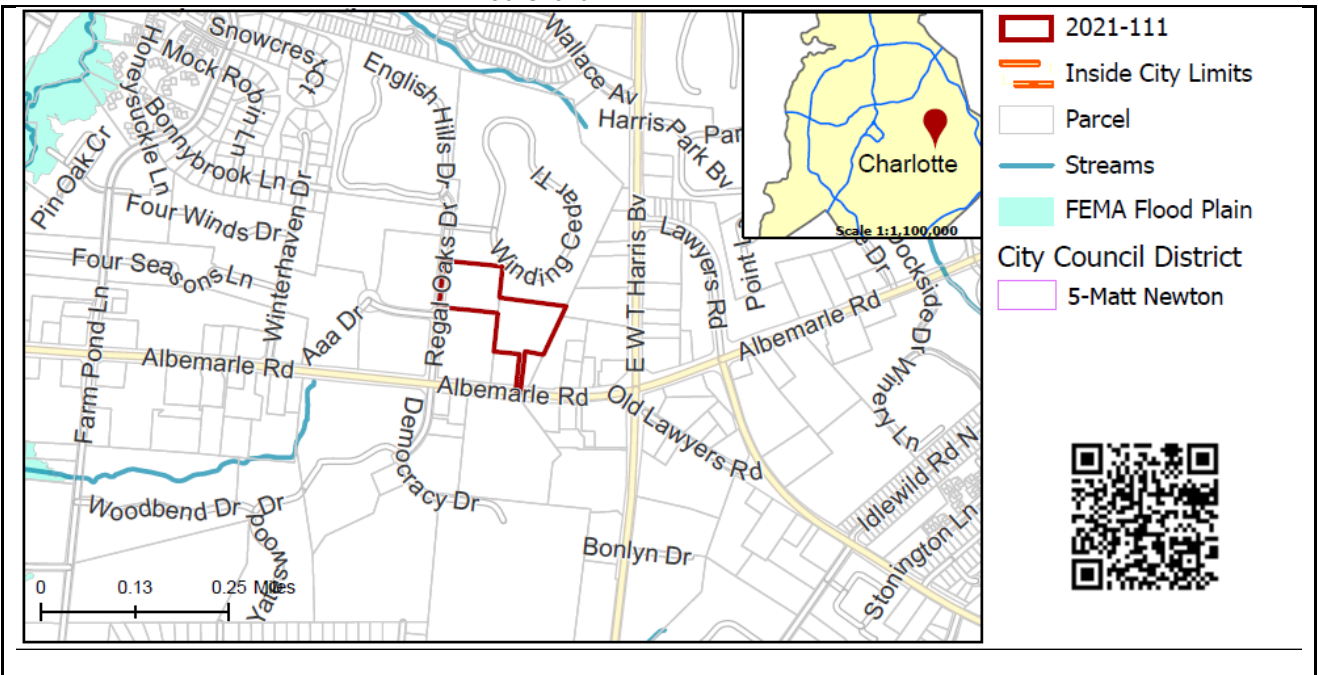 Snowcrest Ct
Mock Robin Ln
Honeysuckle Ln
Bonnybrook Ln
Pin Oak Cr
Four Winds Dr
Four Seasons Ln
Winterhaven Dr
Farm Pond Ln
Albemarle Rd
Aaa Dr
English Hills Dr
Regal Oaks Dr
Winding Cedar Tl
Wallace Av
Harris Park Bv
Par
E W T Harris Bv
Lawyers Rd
Point
Albemarle Rd
Dockside Dr
e Dr
Winery Ln
Albemarle Rd
Old Lawyers Rd
Democracy Dr
Woodbend Dr
Dr
Yatswood
Bonlyn Dr
Idlewild Rd N
Stonington Ln
0 0.13 0.25 Miles
Charlotte
Scale 1:1,100,000
2021-111
Inside City Limits
Parcel
Streams
FEMA Flood Plain
City Council District
5-Matt Newton